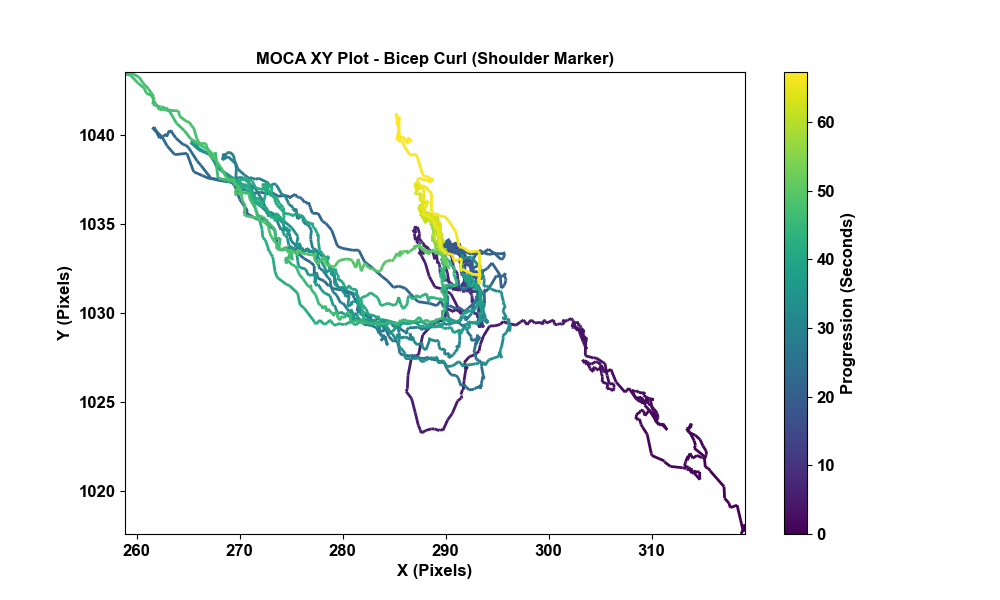 MOCA XY Plot - Bicep Curl (Shoulder Marker)
1040
1035
1030
1025
1020
Y (Pixels)
260 270 280 290 300 310
X (Pixels)
60
50
40
30
20
10
0
Progression (Seconds)